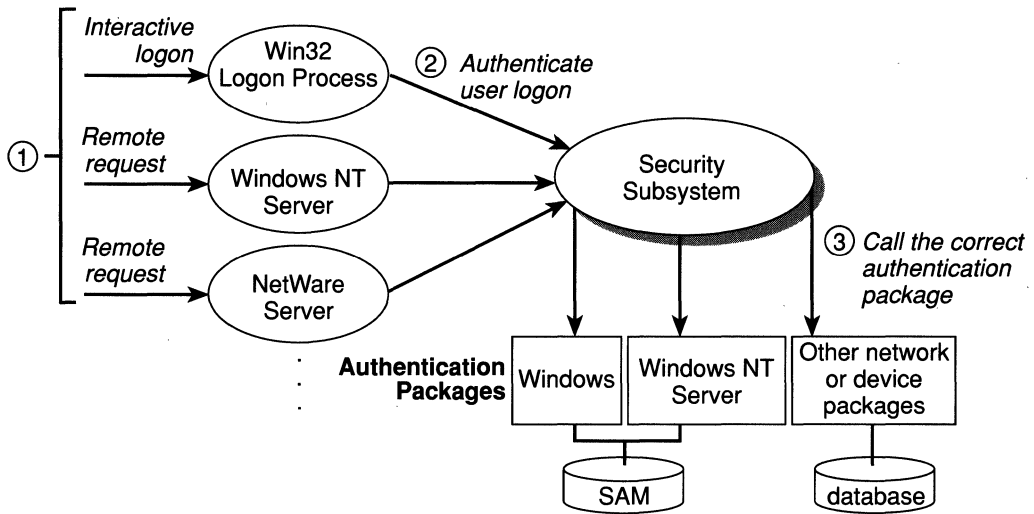 Interactive
logon
Win32
Logon Process
2
Authenticate
user logon
1
Remote
request
Windows NT
Server
Security
Subsystem
Remote
request
NetWare
Server
3
Call the correct
authentication
package
Authentication
Packages
Windows
Windows NT
Server
Other network
or device
packages
SAM
database